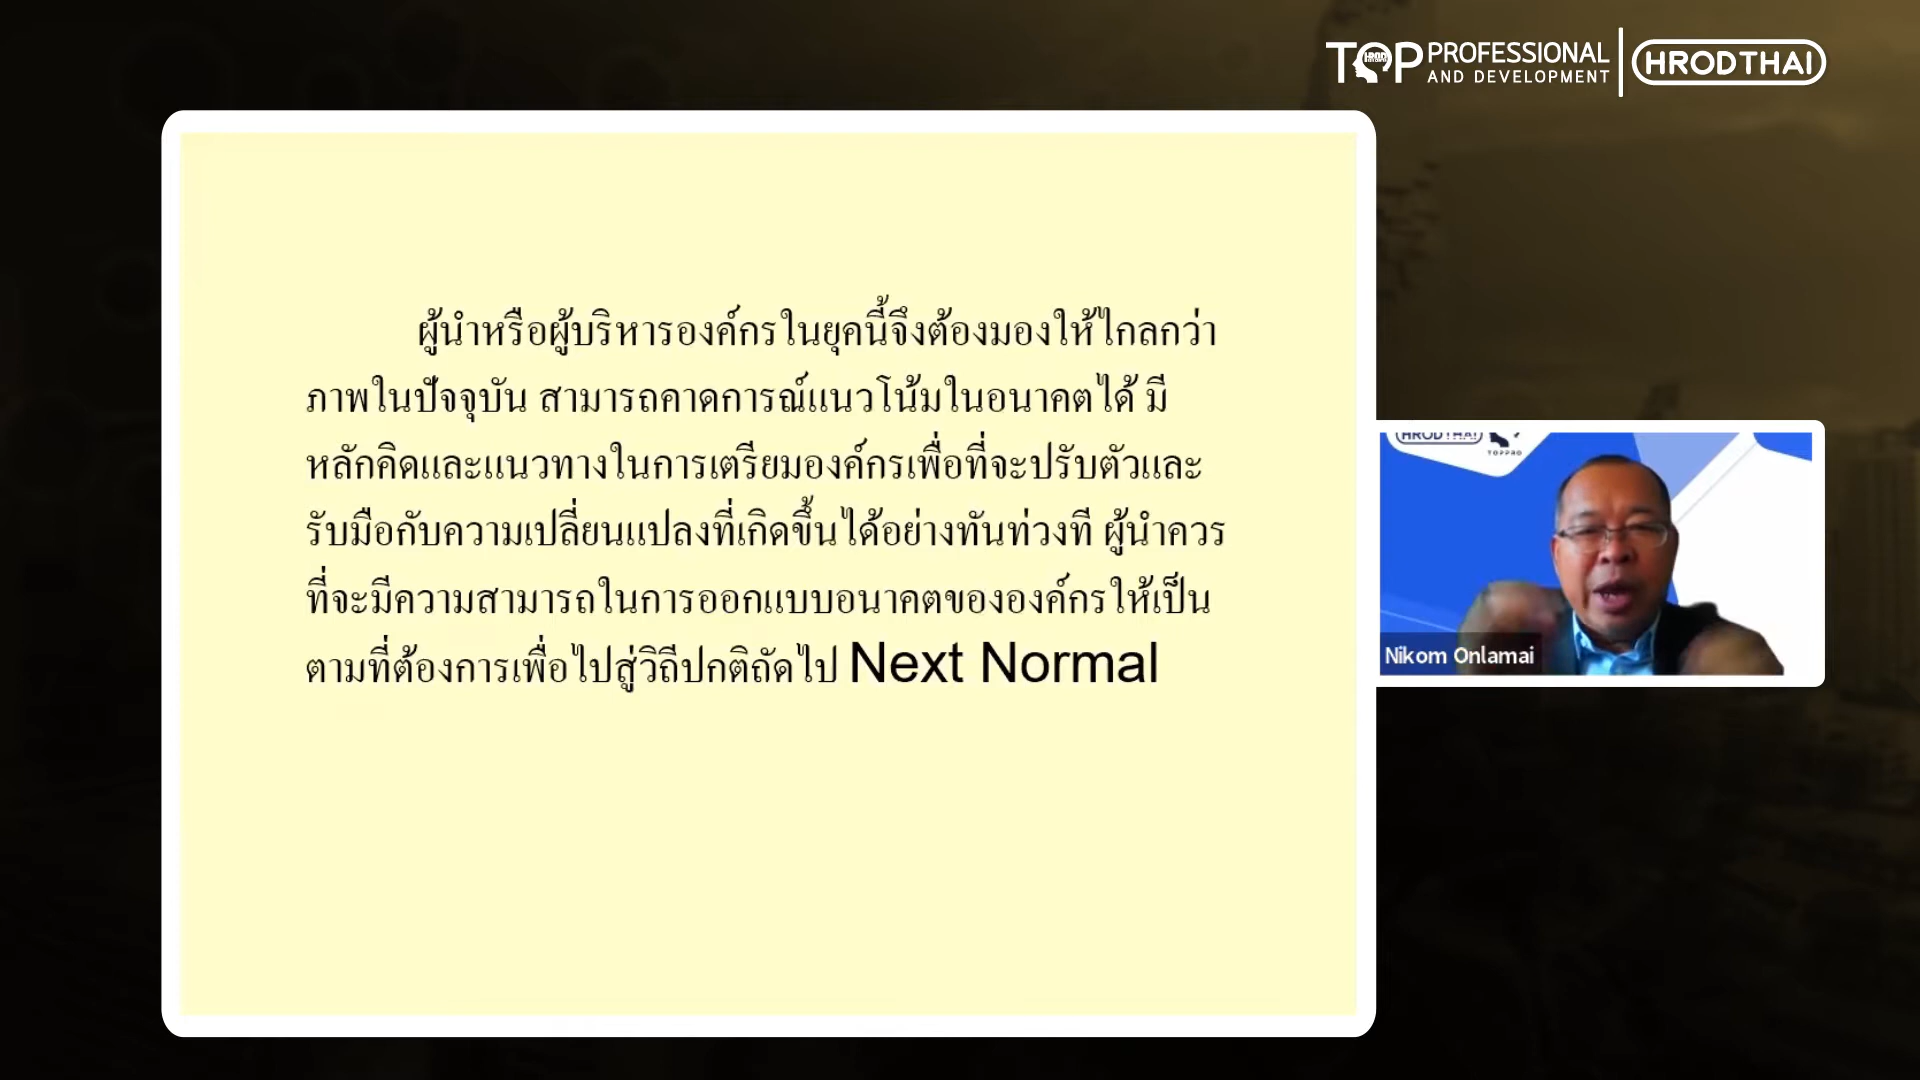 TOP PROFESSIONAL
AND DEVELOPMENT
HRODTHAI
ผู้นำหรือผู้บริหารองค์กรในยุคนี้จึงต้องมองให้ไกลกว่า
ภาพในปัจจุบัน สามารถคาดการณ์แนวโน้มในอนาคตได้ มี
หลักคิดและแนวทางในการเตรียมองค์กรเพื่อที่จะปรับตัวและ
รับมือกับความเปลี่ยนแปลงที่เกิดขึ้นได้อย่างทันท่วงที ผู้นำควร
ที่จะมีความสามารถในการออกแบบอนาคตขององค์กรให้เป็น
ตามที่ต้องการเพื่อไปสู่วิถีปกติถัดไป Next Normal
HRODTHAI
TOPPRO
Nikom Onlamai